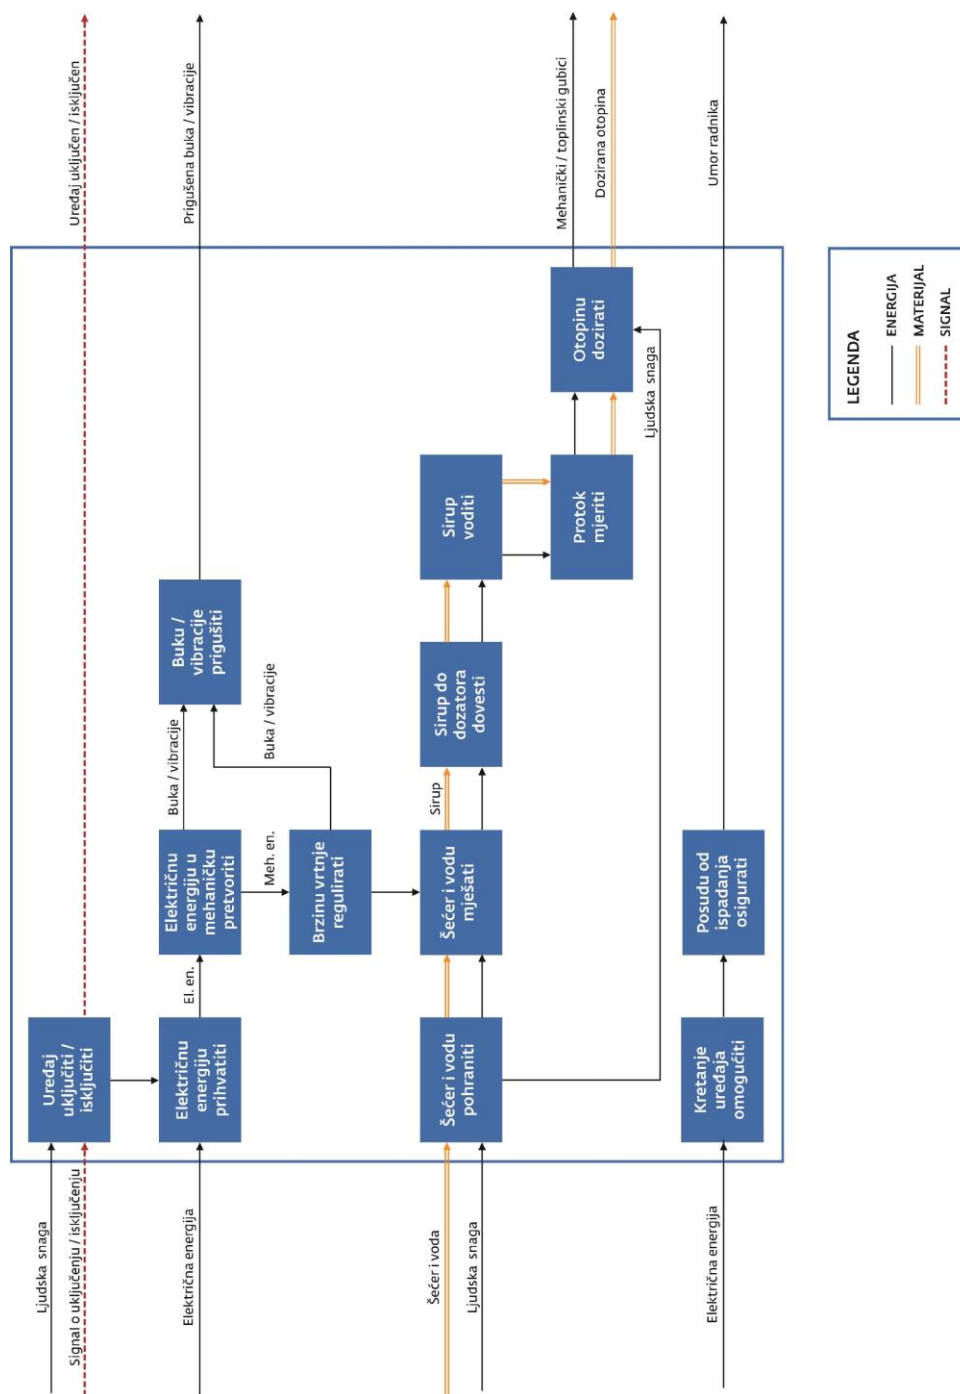 Ljudska snaga
Signal o uključenju / isključenju
Uređaj
uključiti /
isključiti
Uređaj uključen / isključen
Električna energija
Električnu
energiju
prihvatiti
El. en.
Električnu
energiju u
mehaničku
pretvoriti
Buka / vibracije
Buku /
vibracije
prigušiti
Prigušena buka / vibracije
Meh. en.
Brzinu vrtnje
regulirati
Buka / vibracije
Šećer i voda
Ljudska snaga
Šećer i vodu
pohraniti
Šećer i vodu
mješati
Sirup
Sirup do
dozatora
dovesti
Sirup
voditi
Protok
mjeriti
Otopinu
dozirati
Mehanički / toplinski gubici
Dozirana otopina
Ljudska snaga
Električna energija
Kretanje
uređaja
omogućiti
Posudu od
ispadanja
osigurati
Umor radnika
LEGENDA
ENERGIJA
MATERIJAL
SIGNAL